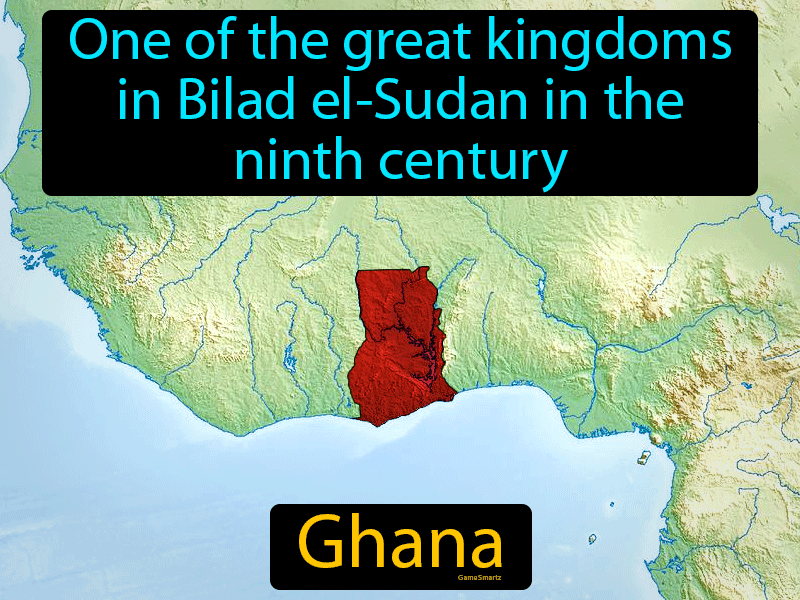 One of the great kingdoms
in Bilad el-Sudan in the
ninth century
Ghana
GameSmartz